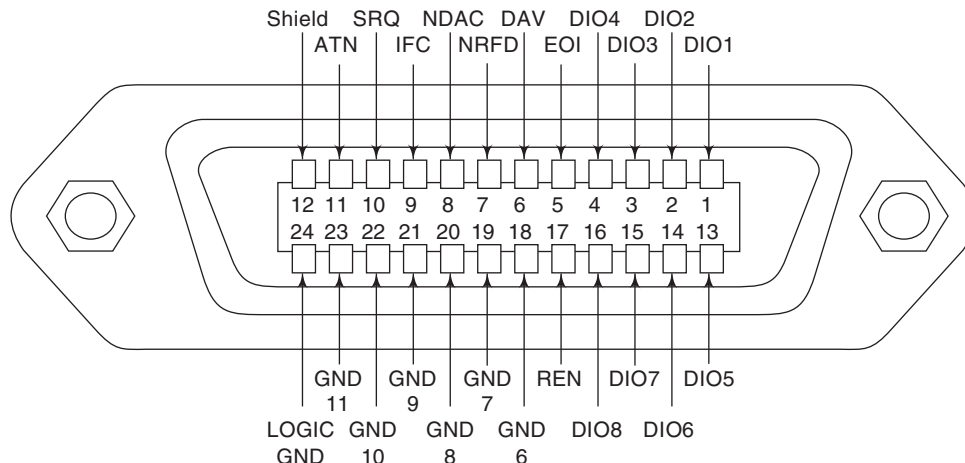 Shield SRQ NDAC DAV DIO4 DIO2
ATN IFC NRFD EOI DIO3 DIO1
12 11 10 9 8 7 6 5 4 3 2 1
24 23 22 21 20 19 18 17 16 15 14 13
GND GND GND REN DIO7 DIO5
11 9 7
LOGIC GND GND GND DIO8 DIO6
GND 10 8 6